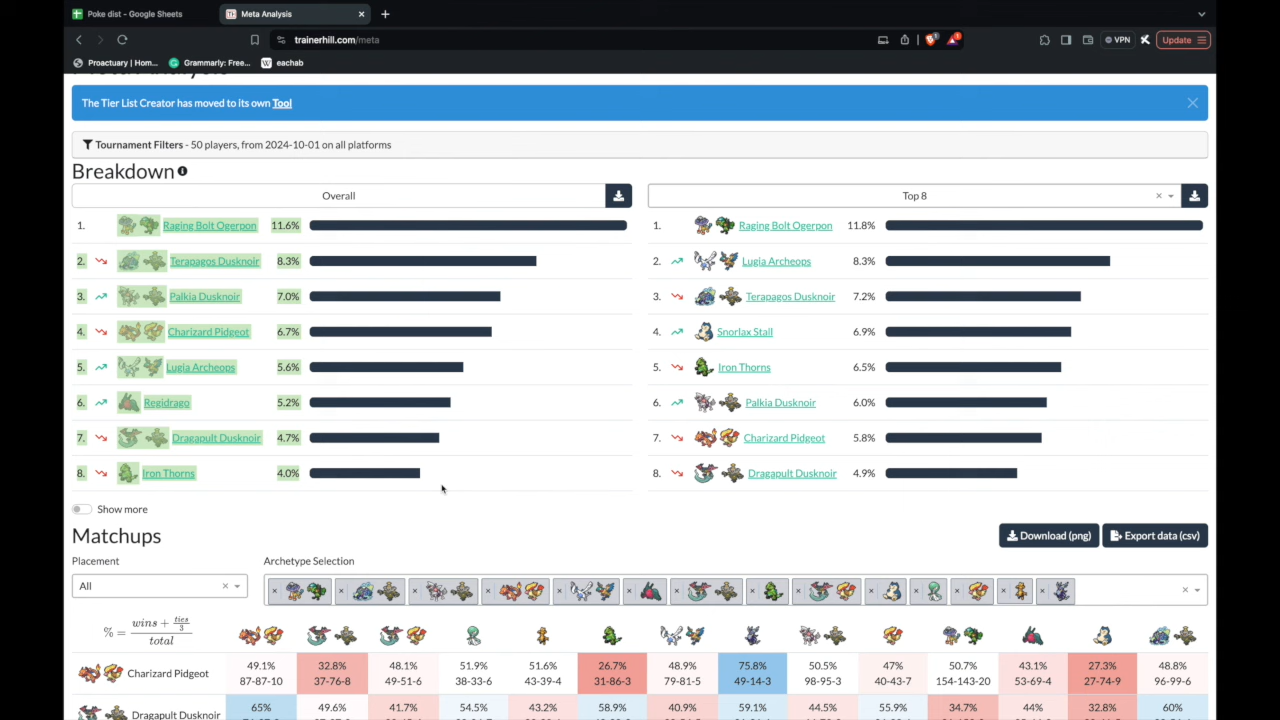 Poke dist - Google Sheets
Meta Analysis
trainerhill.com/meta
VPN
Update
Proactuary | Hom...
Grammarly: Free...
eachab
The Tier List Creator has moved to its own Tool
Tournament Filters - 50 players, from 2024-10-01 on all platforms
Breakdown
Overall
Top 8
1. Raging Bolt Ogerpon 11.6%
2. Terapagos Dusknoir 8.3%
3. Palkia Dusknoir 7.0%
4. Charizard Pidgeot 6.7%
5. Lugia Archeops 5.6%
6. Regidrago 5.2%
7. Dragapult Dusknoir 4.7%
8. Iron Thorns 4.0%
1. Raging Bolt Ogerpon 11.8%
2. Lugia Archeops 8.3%
3. Terapagos Dusknoir 7.2%
4. Snorlax Stall 6.9%
5. Iron Thorns 6.5%
6. Palkia Dusknoir 6.0%
7. Charizard Pidgeot 5.8%
8. Dragapult Dusknoir 4.9%
Show more
Matchups
Download (png)
Export data (csv)
Placement
Archetype Selection
All
% = wins + ties/3 / total
Charizard Pidgeot
49.1% 32.8% 48.1% 51.9% 51.6% 26.7% 48.9% 75.8% 50.5% 47% 50.7% 43.1% 27.3% 48.8%
87-87-10 37-76-8 49-51-6 38-33-6 43-39-4 31-86-3 79-81-5 49-14-3 98-95-3 40-43-7 154-143-20 53-69-4 27-74-9 96-99-6
Dragapult Dusknoir
65% 49.6% 41.7% 54.5% 43.2% 58.9% 40.9% 59.1% 44.5% 55.9% 34.7% 44% 32.8% 60%